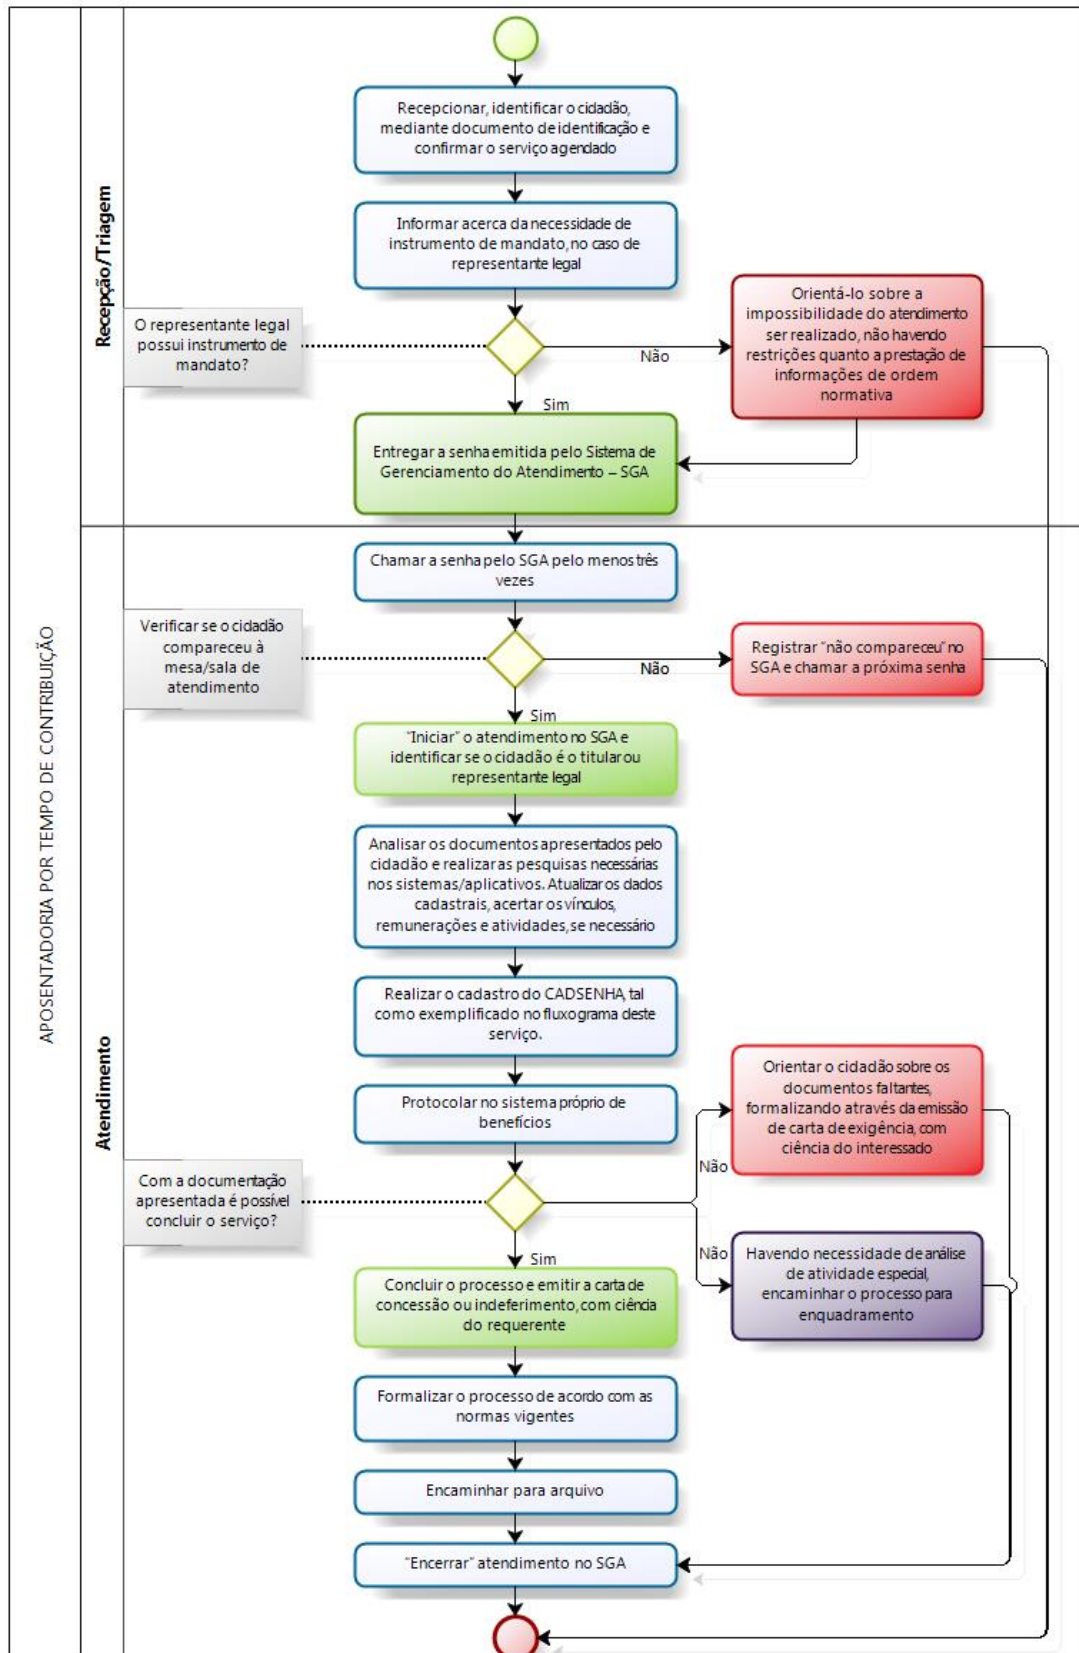 APOSENTADORIA POR TEMPO DE CONTRIBUIÇÃO
Recepção/Triagem
Recepcionar, identificar o cidadão,
mediante documento de identificação e
confirmar o serviço agendado
Informar acerca da necessidade de
instrumento de mandato, no caso de
representante legal
O representante legal
possui instrumento de
mandato?
Não
Orientá-lo sobre a
impossibilidade do atendimento
ser realizado, não havendo
restrições quanto a prestação de
informações de ordem
normativa
Sim
Entregar a senha emitida pelo Sistema de
Gerenciamento do Atendimento – SGA
Atendimento
Chamar a senha pelo SGA pelo menos três
vezes
Verificar se o cidadão
compareceu à
mesa/sala de
atendimento
Não
Registrar "não compareceu" no
SGA e chamar a próxima senha
Sim
"Iniciar" o atendimento no SGA e
identificar se o cidadão é o titular ou
representante legal
Analisar os documentos apresentados pelo
cidadão e realizar as pesquisas necessárias
nos sistemas/aplicativos. Atualizar os dados
cadastrais, acertar os vínculos,
remunerações e atividades, se necessário
Realizar o cadastro do CADSENHA, tal
como exemplificado no fluxograma deste
serviço.
Protocolar no sistema próprio de
benefícios
Com a documentação
apresentada é possível
concluir o serviço?
Não
Orientar o cidadão sobre os
documentos faltantes,
formalizando através da emissão
de carta de exigência, com
ciência do interessado
Não
Havendo necessidade de análise
de atividade especial,
encaminhar o processo para
enquadramento
Sim
Concluir o processo e emitir a carta de
concessão ou indeferimento, com ciência
do requerente
Formalizar o processo de acordo com as
normas vigentes
Encaminhar para arquivo
"Encerrar" atendimento no SGA